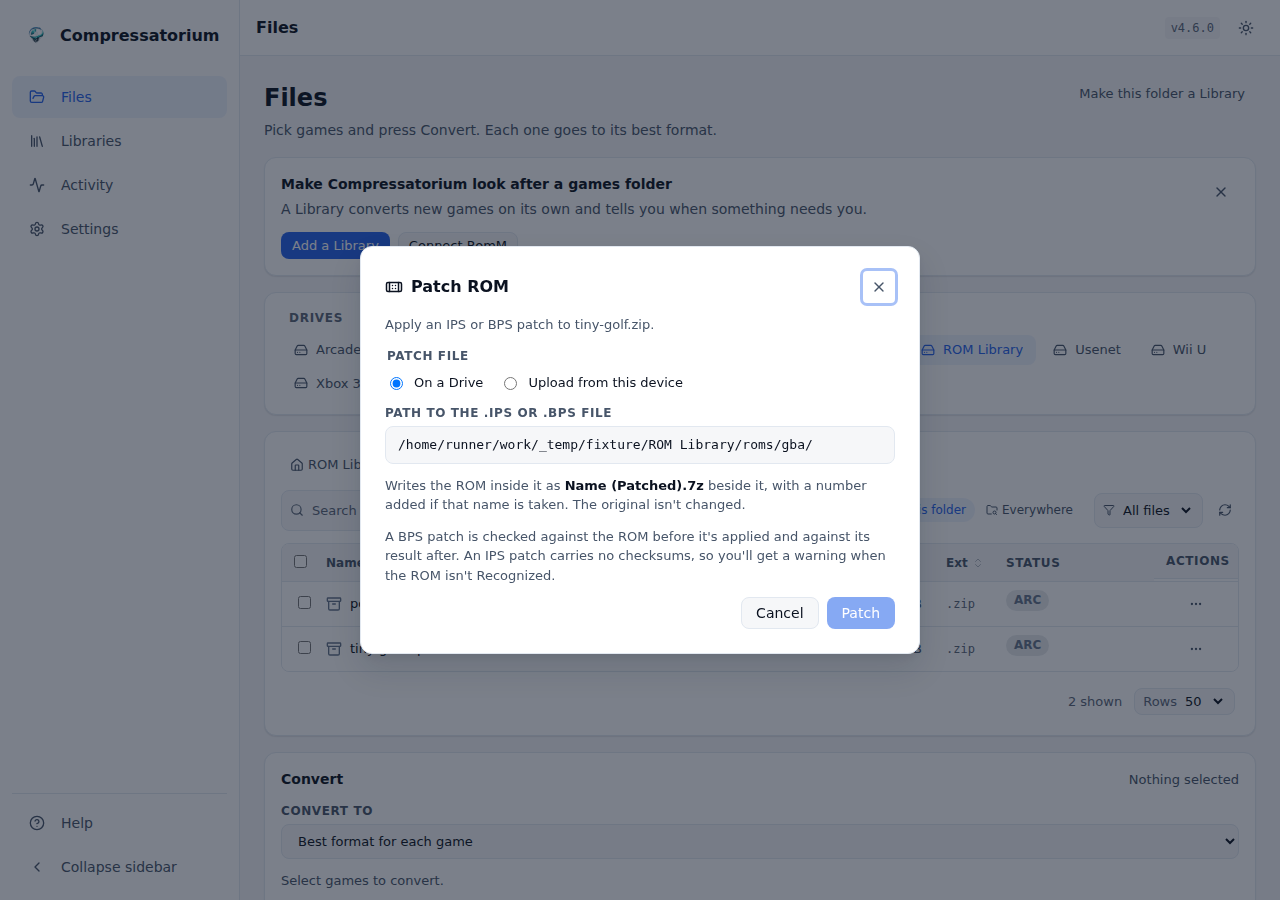 Compressatorium
Files
Libraries
Activity
Settings
Help
Collapse sidebar
Files
v4.6.0
Files
Make this folder a Library
Pick games and press Convert. Each one goes to its best format.
Make Compressatorium look after a games folder
A Library converts new games on its own and tells you when something needs you.
Add a Library
Connect RomM
DRIVES
Arcade
ROM Library
Usenet
Wii U
Xbox 3
ROM Lib
Search
s folder
Everywhere
All files
Name
Ext
STATUS
ACTIONS
.zip
ARC
.zip
ARC
2 shown
Rows 50
Convert
Nothing selected
CONVERT TO
Best format for each game
Select games to convert.
Patch ROM
Apply an IPS or BPS patch to tiny-golf.zip.
PATCH FILE
On a Drive
Upload from this device
PATH TO THE .IPS OR .BPS FILE
/home/runner/work/_temp/fixture/ROM Library/roms/gba/
Writes the ROM inside it as Name (Patched).7z beside it, with a number
added if that name is taken. The original isn't changed.
A BPS patch is checked against the ROM before it's applied and against its
result after. An IPS patch carries no checksums, so you'll get a warning when
the ROM isn't Recognized.
Cancel
Patch